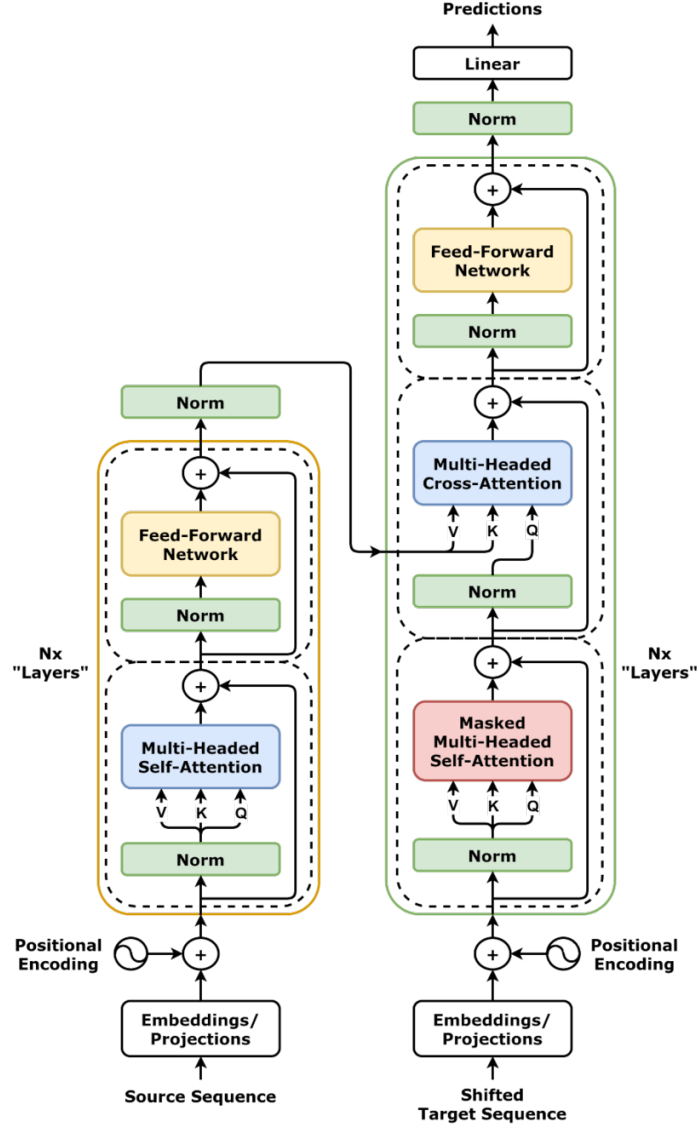 Predictions
Linear
Norm
+
Feed-Forward
Network
Norm
+
Multi-Headed
Cross-Attention
V K Q
Norm
+
Masked
Multi-Headed
Self-Attention
V K Q
Norm
Nx
"Layers"
+
Positional
Encoding
Embeddings/
Projections
Shifted
Target Sequence
Norm
+
Feed-Forward
Network
Norm
+
Multi-Headed
Self-Attention
V K Q
Norm
Nx
"Layers"
Positional
Encoding
+
Embeddings/
Projections
Source Sequence